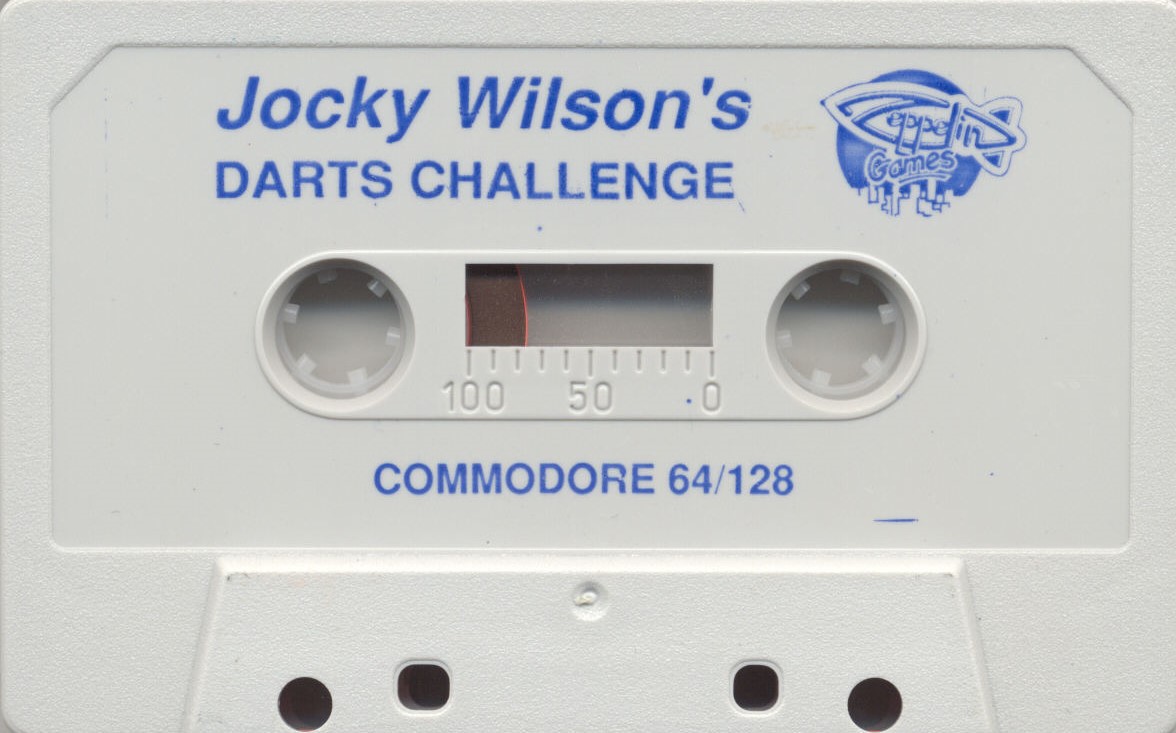 Jocky Wilson's
DARTS CHALLENGE
Zeppelin
Games
100 50 0
COMMODORE 64/128